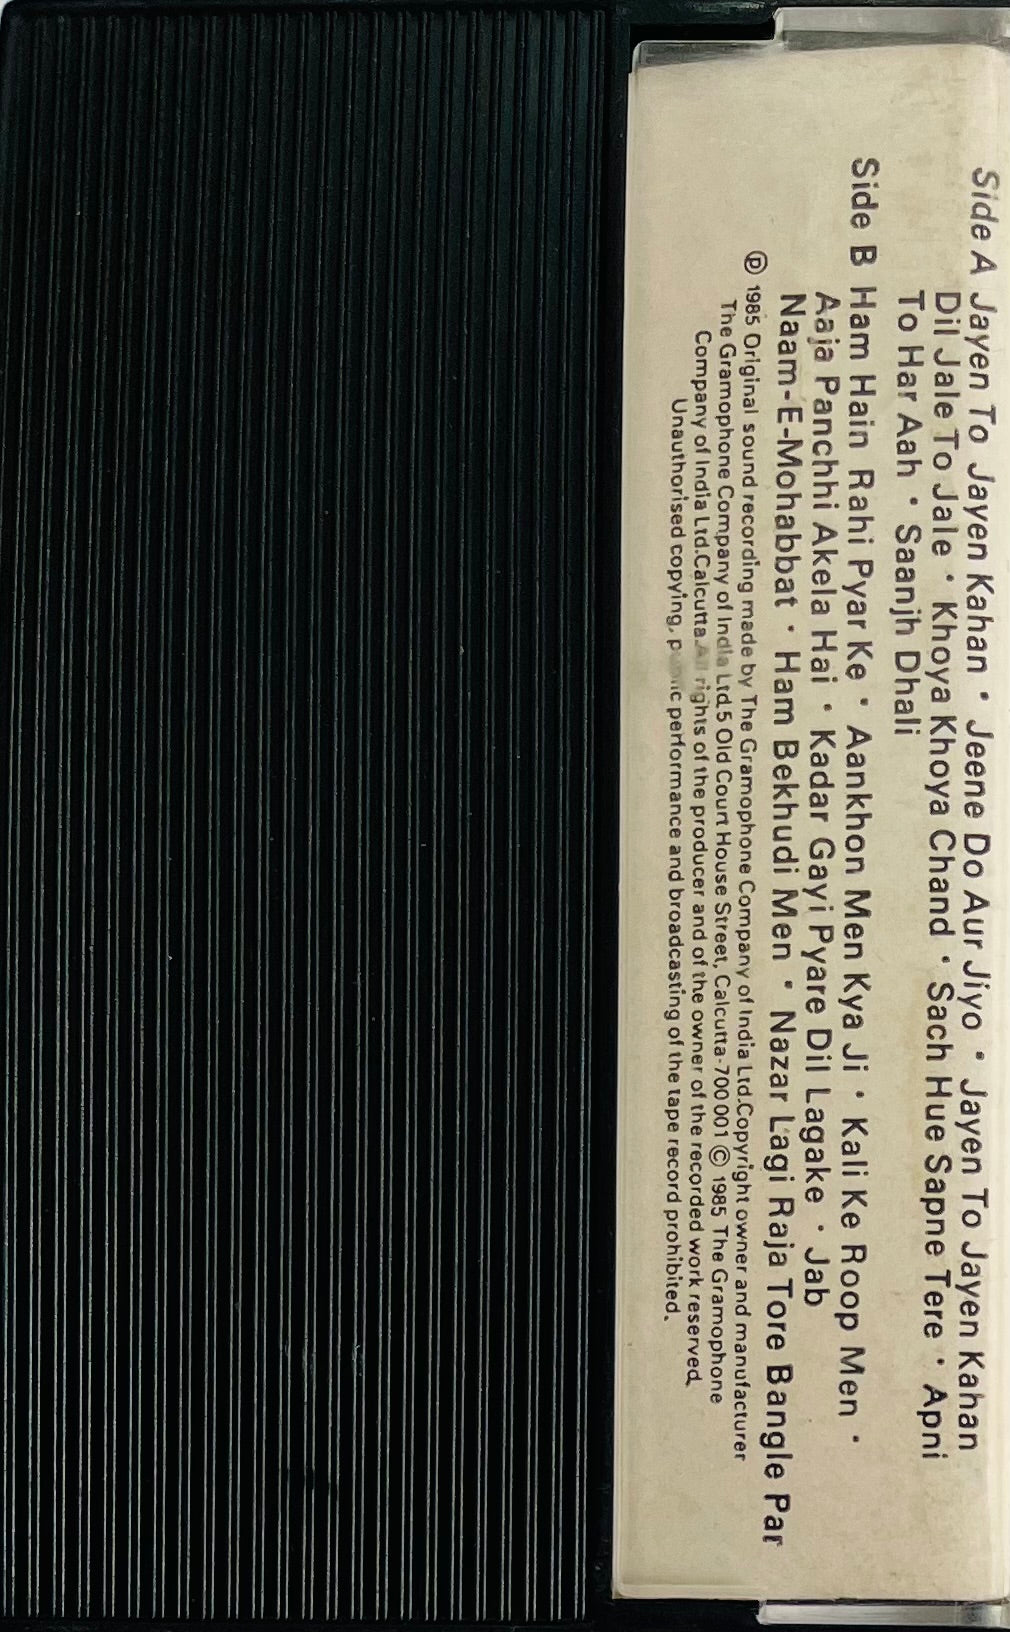 Side A Jayen To Jayen Kahan · Jeene Do Aur Jiyo · Jayen To Jayen Kahan
Dil Jale To Jale · Khoya Khoya Chand · Sach Hue Sapne Tere · Apni
To Har Aah · Saanjh Dhali
Side B Ham Hain Rahi Pyar Ke · Aankhon Men Kya Ji · Kali Ke Roop Men ·
Aaja Panchhi Akela Hai · Kadar Gayi Pyare Dil Lagake · Jab
Naam-E-Mohabbat · Ham Bekhudi Men · Nazar Lagi Raja Tore Bangle Par
Ⓟ 1985 Original sound recording made by The Gramophone Company of India Ltd.Copyright owner and manufacturer
The Gramophone Company of India Ltd.5 Old Court House Street, Calcutta-700 001 © 1985 The Gramophone
Company of India Ltd.Calcutta.All rights of the producer and of the owner of the recorded work reserved.
Unauthorised copying, public performance and broadcasting of the tape record prohibited.